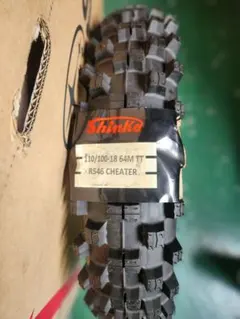 Shinko
110/100-18 64M TT
R546 CHEATER